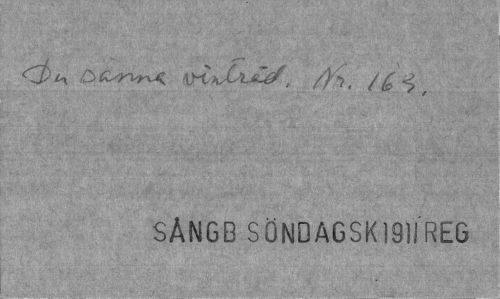 Du sanna vinträd. Nr. 163.
SÅNGB SÖNDAGSK1911/REG